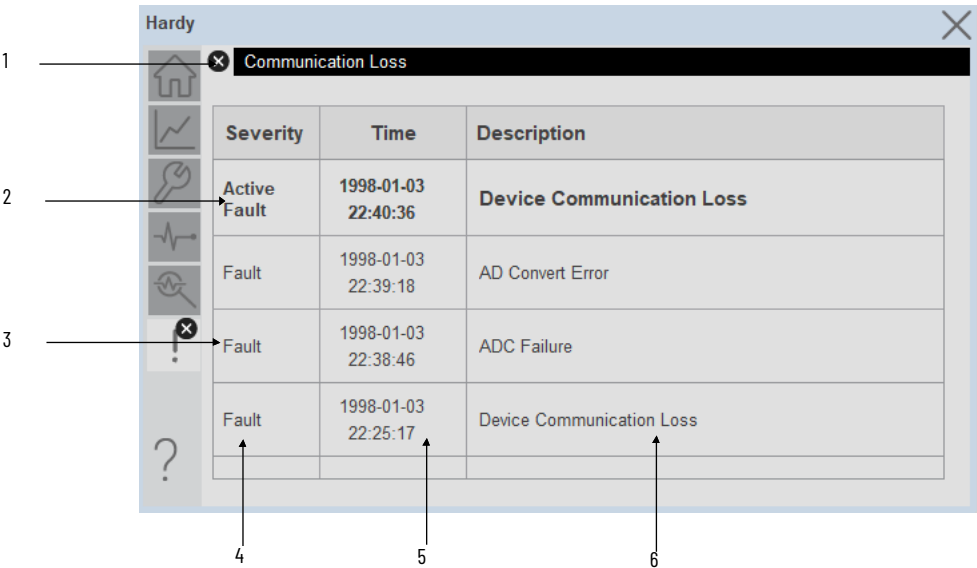 Hardy
1
Communication Loss
Severity Time Description
2
Active Fault 1998-01-03 22:40:36 Device Communication Loss
Fault 1998-01-03 22:39:18 AD Convert Error
3
Fault 1998-01-03 22:38:46 ADC Failure
Fault 1998-01-03 22:25:17 Device Communication Loss
4 5 6